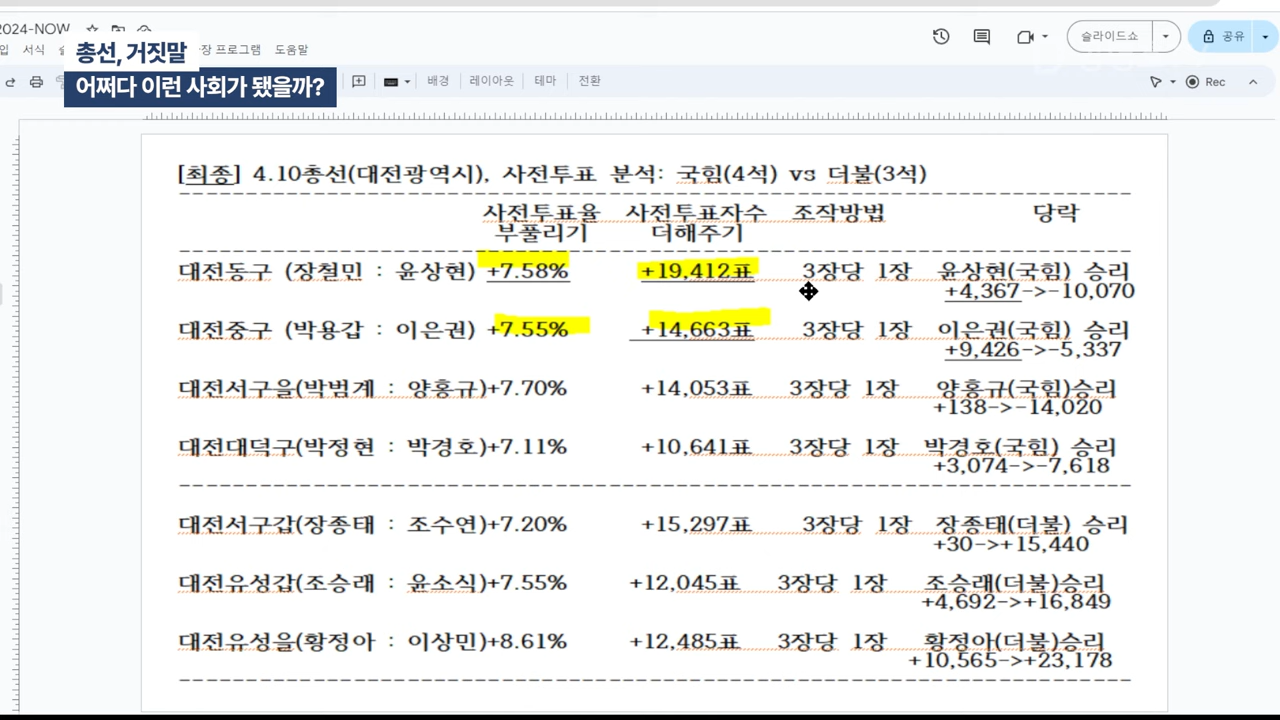 2024-NOW
총선, 거짓말
어쩌다 이런 사회가 됐을까?
입 서식 장 프로그램 도움말
슬라이드쇼 공유
배경 레이아웃 테마 전환 Rec
[최종] 4.10총선(대전광역시), 사전투표 분석: 국힘(4석) vs 더불(3석)
사전투표율 사전투표자수 조작방법 당락
부풀리기 더해주기
대전동구 (장철민 : 윤상현) +7.58% +19,412표 3장당 1장 윤상현(국힘) 승리
+4,367->-10,070
대전중구 (박용갑 : 이은권) +7.55% +14,663표 3장당 1장 이은권(국힘) 승리
+9,426->-5,337
대전서구을(박범계 : 양홍규)+7.70% +14,053표 3장당 1장 양홍규(국힘)승리
+138->-14,020
대전대덕구(박정현 : 박경호)+7.11% +10,641표 3장당 1장 박경호(국힘) 승리
+3,074->-7,618
대전서구갑(장종태 : 조수연)+7.20% +15,297표 3장당 1장 장종태(더불) 승리
+30->+15,440
대전유성갑(조승래 : 윤소식)+7.55% +12,045표 3장당 1장 조승래(더불)승리
+4,692->+16,849
대전유성을(황정아 : 이상민)+8.61% +12,485표 3장당 1장 황정아(더불)승리
+10,565->+23,178